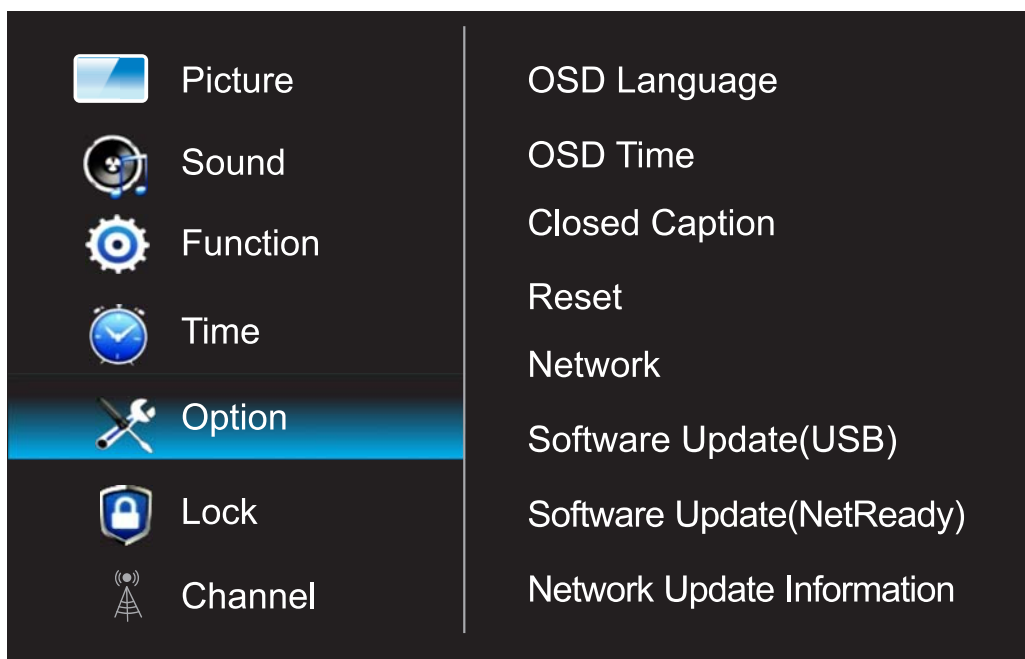 Picture
Sound
Function
Time
Option
Lock
Channel
OSD Language
OSD Time
Closed Caption
Reset
Network
Software Update(USB)
Software Update(NetReady)
Network Update Information